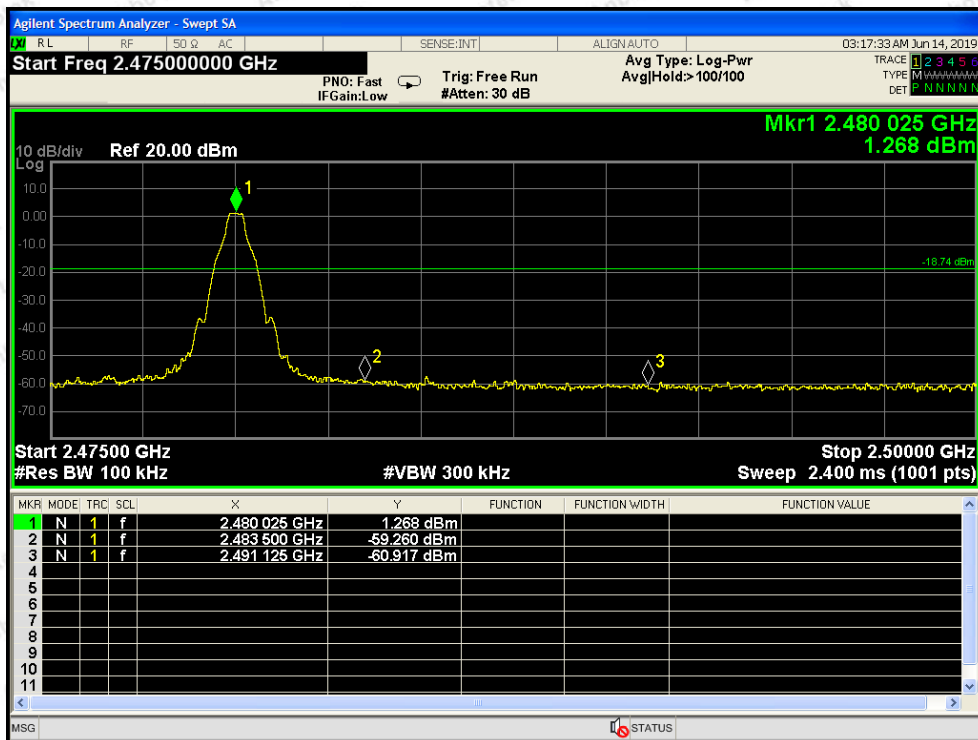 Agilent Spectrum Analyzer - Swept SA
LXI RL RF 50 Ω AC SENSE:INT ALIGNAUTO 03:17:33 AM Jun 14, 2019
Start Freq 2.475000000 GHz
PNO: Fast
IFGain:Low
Trig: Free Run
#Atten: 30 dB
Avg Type: Log-Pwr
Avg|Hold:> 100/100
TRACE 1 2 3 4 5 6
TYPE M WWWWW
DET P N N N N N
Mkr1 2.480 025 GHz
1.268 dBm
10 dB/div Ref 20.00 dBm
Log
10.0
0.00
-10.0
-20.0
-30.0
-40.0
-50.0
-60.0
-70.0
1
2
3
-18.74 dBm
Start 2.47500 GHz Stop 2.50000 GHz
#Res BW 100 kHz #VBW 300 kHz Sweep 2.400 ms (1001 pts)
MKR MODE TRC SCL X Y FUNCTION FUNCTION WIDTH FUNCTION VALUE
1 N 1 f 2.480 025 GHz 1.268 dBm
2 N 1 f 2.483 500 GHz -59.260 dBm
3 N 1 f 2.491 125 GHz -60.917 dBm
4
5
6
7
8
9
10
11
MSG STATUS